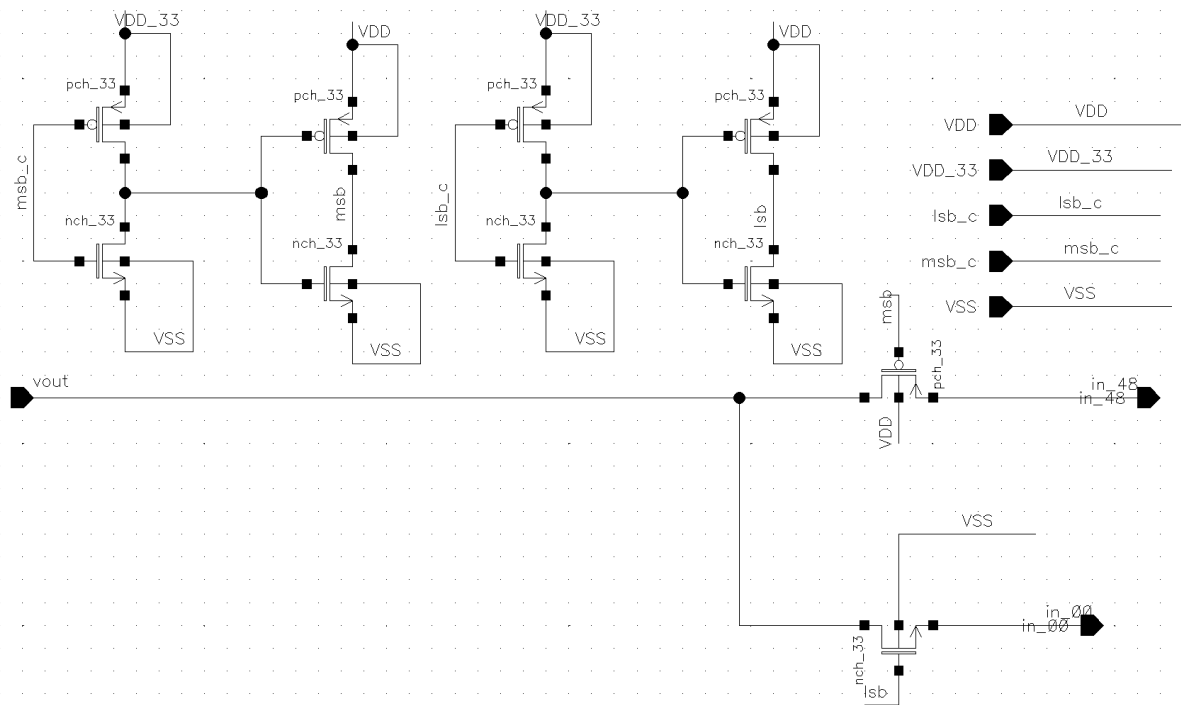 VDD_33
VDD
VDD_33
VDD
pch_33
pch_33
pch_33
pch_33
VDD
VDD
VDD_33
VDD_33
msb_c
msb
lsb_c
lsb
lsb_c
lsb_c
nch_33
nch_33
nch_33
nch_33
msb_c
msb_c
VSS
VSS
msb
VSS
VSS
VSS
VSS
pch_33
vout
in_48
in_48
VDD
VSS
in_00
in_00
nch_33
lsb